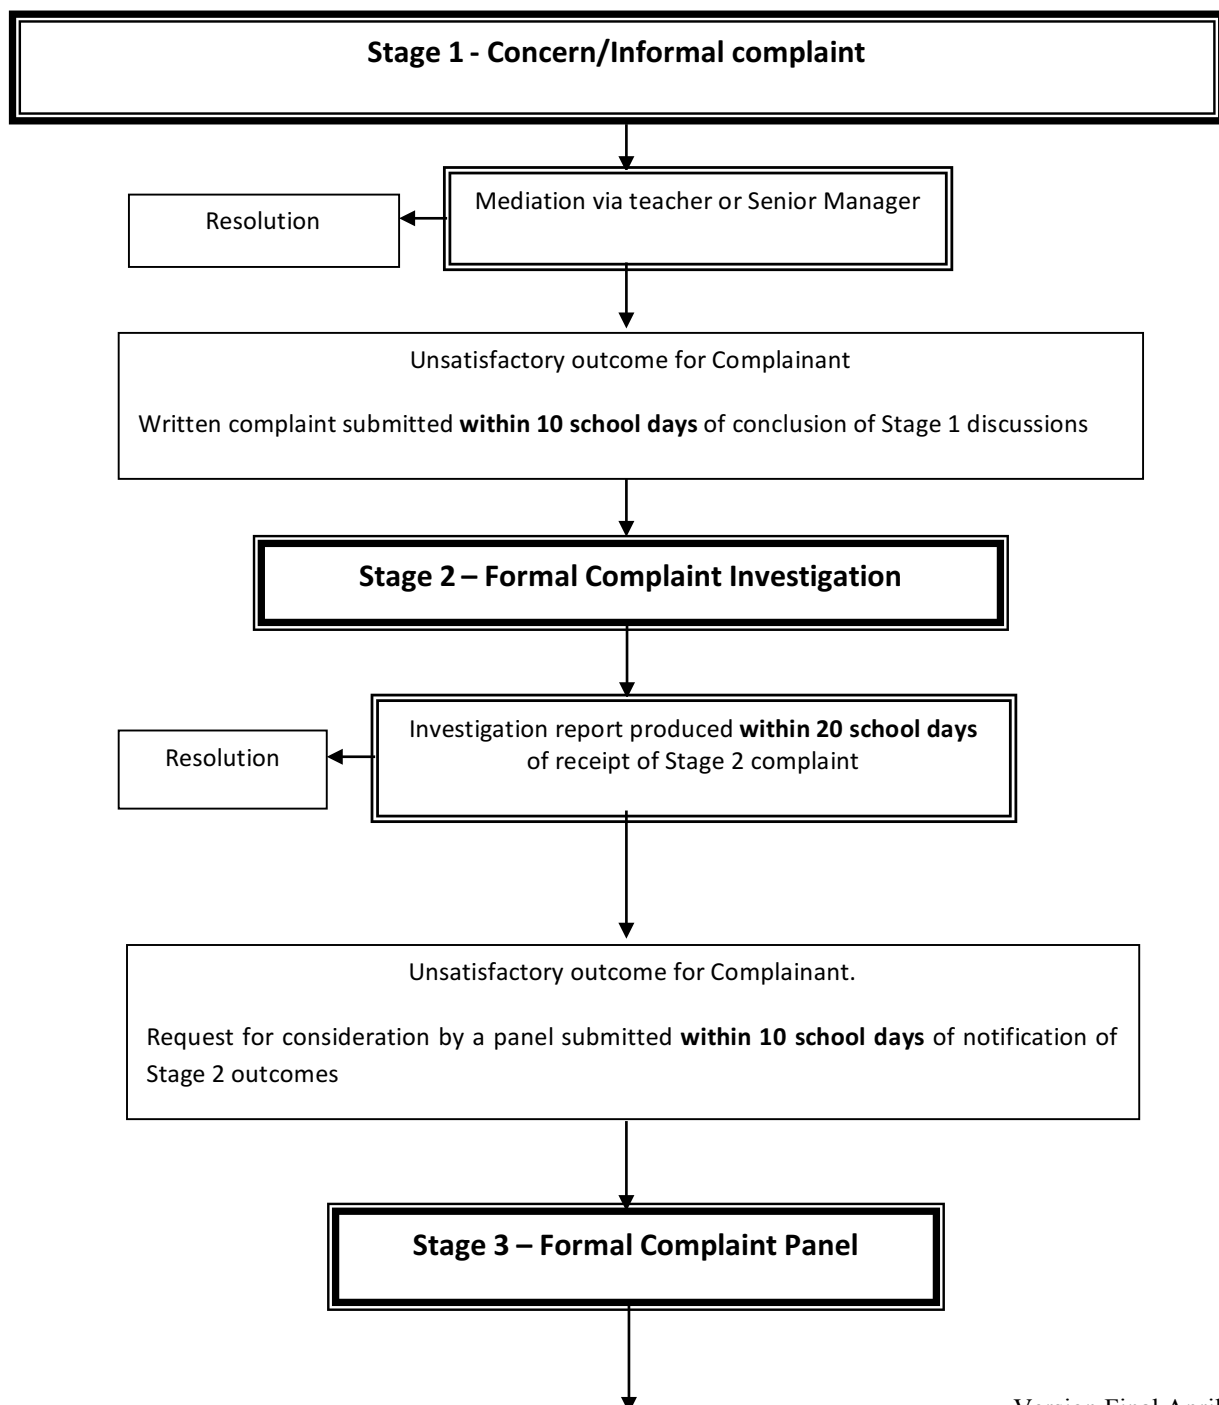 Stage 1 - Concern/Informal complaint
Mediation via teacher or Senior Manager
Resolution
Unsatisfactory outcome for Complainant
Written complaint submitted within 10 school days of conclusion of Stage 1 discussions
Stage 2 – Formal Complaint Investigation
Investigation report produced within 20 school days
of receipt of Stage 2 complaint
Resolution
Unsatisfactory outcome for Complainant.
Request for consideration by a panel submitted within 10 school days of notification of
Stage 2 outcomes
Stage 3 – Formal Complaint Panel
Version Final April